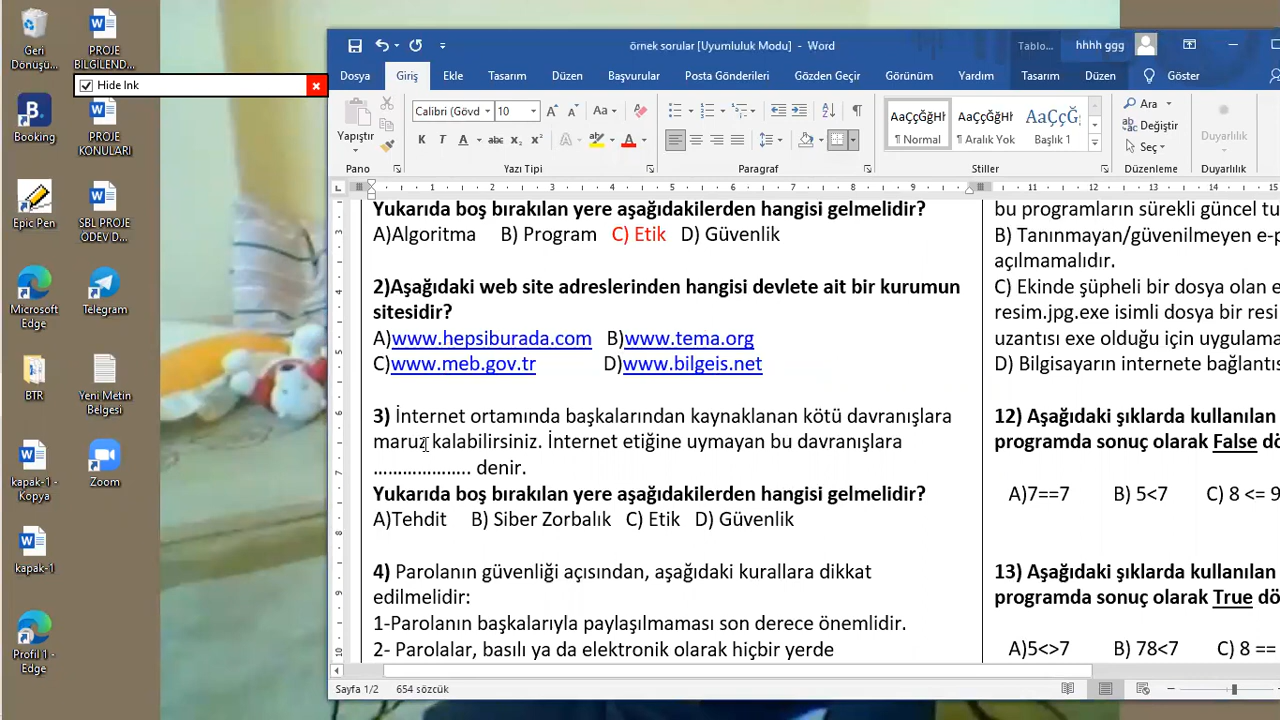 Geri
Dönüşü...
PROJE
BİLGİLEND...
Hide Ink
Booking
PROJE
KONULARI
Epic Pen
SBL PROJE
ODEV D...
Microsoft
Edge
Telegram
BTR
Yeni Metin
Belgesi
kapak-1 -
Kopya
Zoom
kapak-1
Profil 1 -
Edge
örnek sorular [Uyumluluk Modu] - Word
Tablo...
hhhh ggg
Dosya Giriş Ekle Tasarım Düzen Başvurular Posta Gönderileri Gözden Geçir Görünüm Yardım Tasarım Düzen Göster
Yapıştır
Calibri (Gövd 10
K T A
AaÇçĞğHl AaÇçĞğHl AaÇçĞç
¶ Normal ¶ Aralık Yok Başlık 1
Ara
Değiştir
Seç
Duyarlılık
Pano Yazı Tipi Paragraf Stiller Düzenleme Duyarlılık
Yukarıda boş bırakılan yere aşağıdakilerden hangisi gelmelidir?
A)Algoritma B) Program C) Etik D) Güvenlik
2)Aşağıdaki web site adreslerinden hangisi devlete ait bir kurumun
sitesidir?
A)www.hepsiburada.com B)www.tema.org
C)www.meb.gov.tr D)www.bilgeis.net
3) İnternet ortamında başkalarından kaynaklanan kötü davranışlara
maruz kalabilirsiniz. İnternet etiğine uymayan bu davranışlara
………………….. denir.
Yukarıda boş bırakılan yere aşağıdakilerden hangisi gelmelidir?
A)Tehdit B) Siber Zorbalık C) Etik D) Güvenlik
4) Parolanın güvenliği açısından, aşağıdaki kurallara dikkat
edilmelidir:
1-Parolanın başkalarıyla paylaşılmaması son derece önemlidir.
2- Parolalar, basılı ya da elektronik olarak hiçbir yerde
bu programların sürekli güncel tu
B) Tanınmayan/güvenilmeyen e-p
açılmamalıdır.
C) Ekinde şüpheli bir dosya olan e
resim.jpg.exe isimli dosya bir resi
uzantısı exe olduğu için uygulama
D) Bilgisayarın internete bağlantıs
12) Aşağıdaki şıklarda kullanılan
programda sonuç olarak False dö
A)7==7 B) 5<7 C) 8 <= 9
13) Aşağıdaki şıklarda kullanılan
programda sonuç olarak True dö
A)5<>7 B) 78<7 C) 8 ==
Sayfa 1/2 654 sözcük